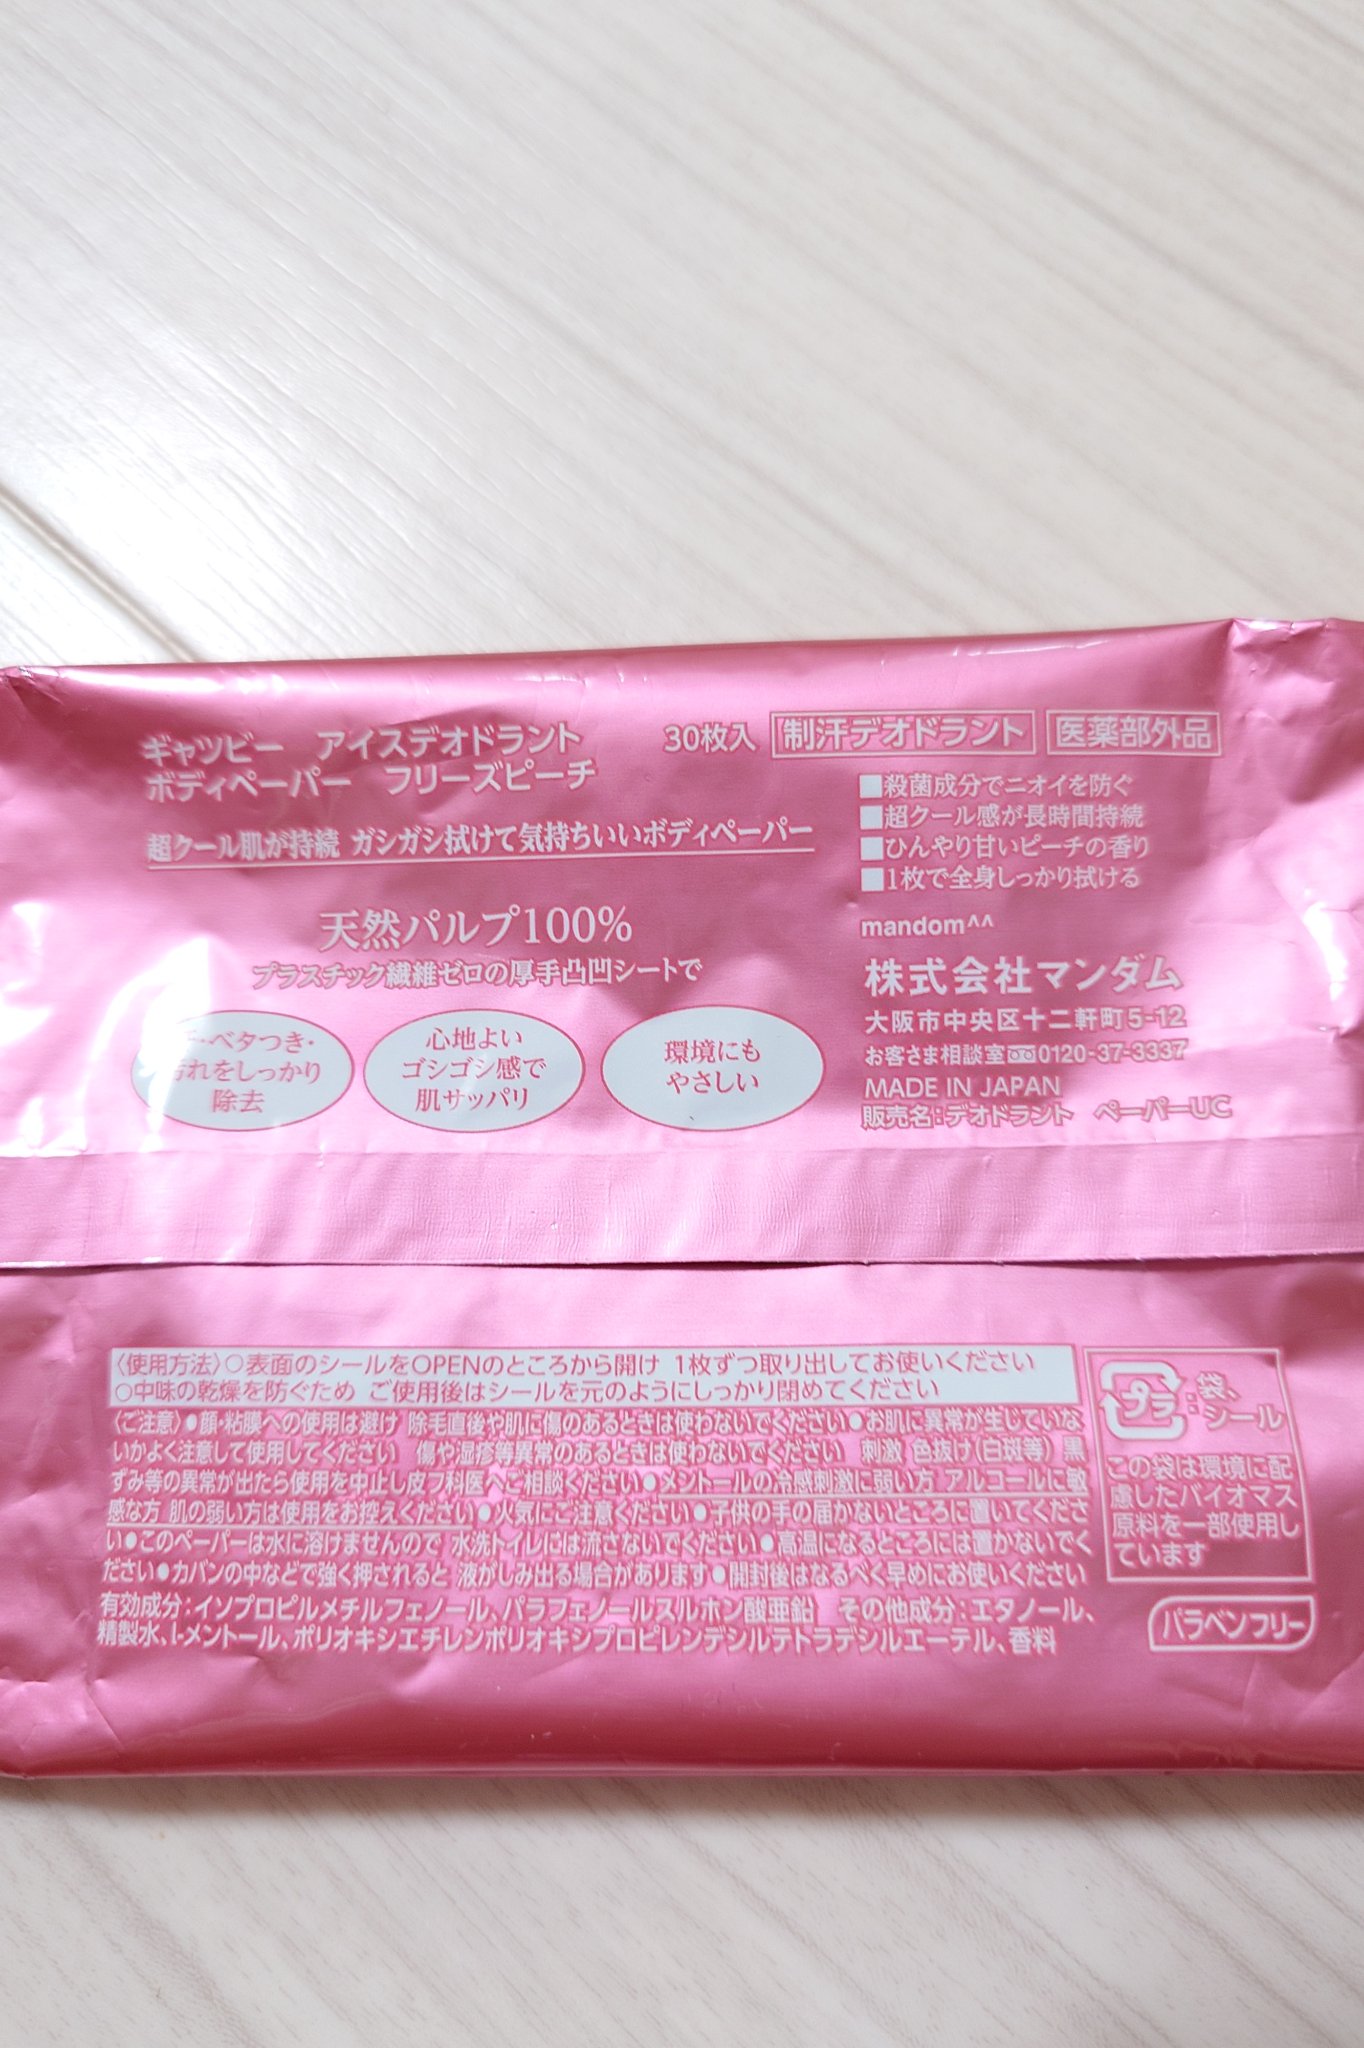 ギャツビー アイスデオドラント
ボディペーパー フリーズピーチ
30枚入 制汗デオドラント 医薬部外品
超クール肌が持続 ガシガシ拭けて気持ちいいボディペーパー
■殺菌成分でニオイを防ぐ
■超クール感が長時間持続
■ひんやり甘いピーチの香り
■1枚で全身しっかり拭ける
天然パルプ100%
プラスチック繊維ゼロの厚手凸凹シートで
ベタつき・
汚れをしっかり
除去
心地よい
ゴシゴシ感で
肌サッパリ
環境にも
やさしい
mandom^^
株式会社マンダム
大阪市中央区十二軒町5-12
お客さま相談室 0120-37-3337
MADE IN JAPAN
販売名:デオドラント ペーパーUC
〈使用方法〉○表面のシールをOPENのところから開け 1枚ずつ取り出してお使いください
○中味の乾燥を防ぐため ご使用後はシールを元のようにしっかり閉めてください
〈ご注意〉●顔・粘膜への使用は避け 除毛直後や肌に傷のあるときは使わないでください●お肌に異常が生じていな
いかよく注意して使用してください 傷や湿疹等異常のあるときは使わないでください 刺激 色抜け(白斑等) 黒
ずみ等の異常が出たら使用を中止し皮フ科医へご相談ください●メントールの冷感刺激に弱い方 アルコールに敏
感な方 肌の弱い方は使用をお控えください●火気にご注意ください●子供の手の届かないところに置いてくださ
い●このペーパーは水に溶けませんので 水洗トイレには流さないでください●高温になるところには置かないでく
ださい●カバンの中などで強く押されると 液がしみ出る場合があります●開封後はなるべく早めにお使いください
有効成分:イソプロピルメチルフェノール、パラフェノールスルホン酸亜鉛 その他成分:エタノール、
精製水、l-メントール、ポリオキシエチレンポリオキシプロピレンデシルテトラデシルエーテル、香料
プラ
:袋、
シール
この袋は環境に配
慮したバイオマス
原料を一部使用し
ています
パラベンフリー